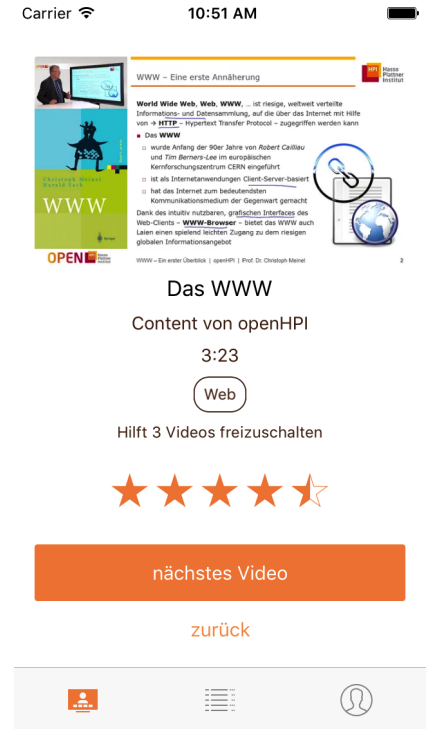 Carrier
10:51 AM
WWW – Eine erste Annäherung
HPI
Hasso
Plattner
Institut
World Wide Web, Web, WWW, ... ist riesige, weltweit verteilte
Informations- und Datensammlung, auf die über das Internet mit Hilfe
von → HTTP – Hypertext Transfer Protocol – zugegriffen werden kann
■ Das WWW
□ wurde Anfang der 90er Jahre von Robert Cailliau
und Tim Berners-Lee im europäischen
Kernforschungszentrum CERN eingeführt
□ ist als Internetanwendungen Client-Server-basiert
□ hat das Internet zum bedeutendsten
Kommunikationsmedium der Gegenwart gemacht
Dank des intuitiv nutzbaren, grafischen Interfaces des
Web-Clients – WWW-Browser – bietet das WWW auch
Laien einen spielend leichten Zugang zu dem riesigen
globalen Informationsangebot
Christoph Meinel
Harald Sack
WWW
Springer
OPEN
WWW – Ein erster Überblick | openHPI | Prof. Dr. Christoph Meinel
2
Das WWW
Content von openHPI
3:23
Web
Hilft 3 Videos freizuschalten
nächstes Video
zurück